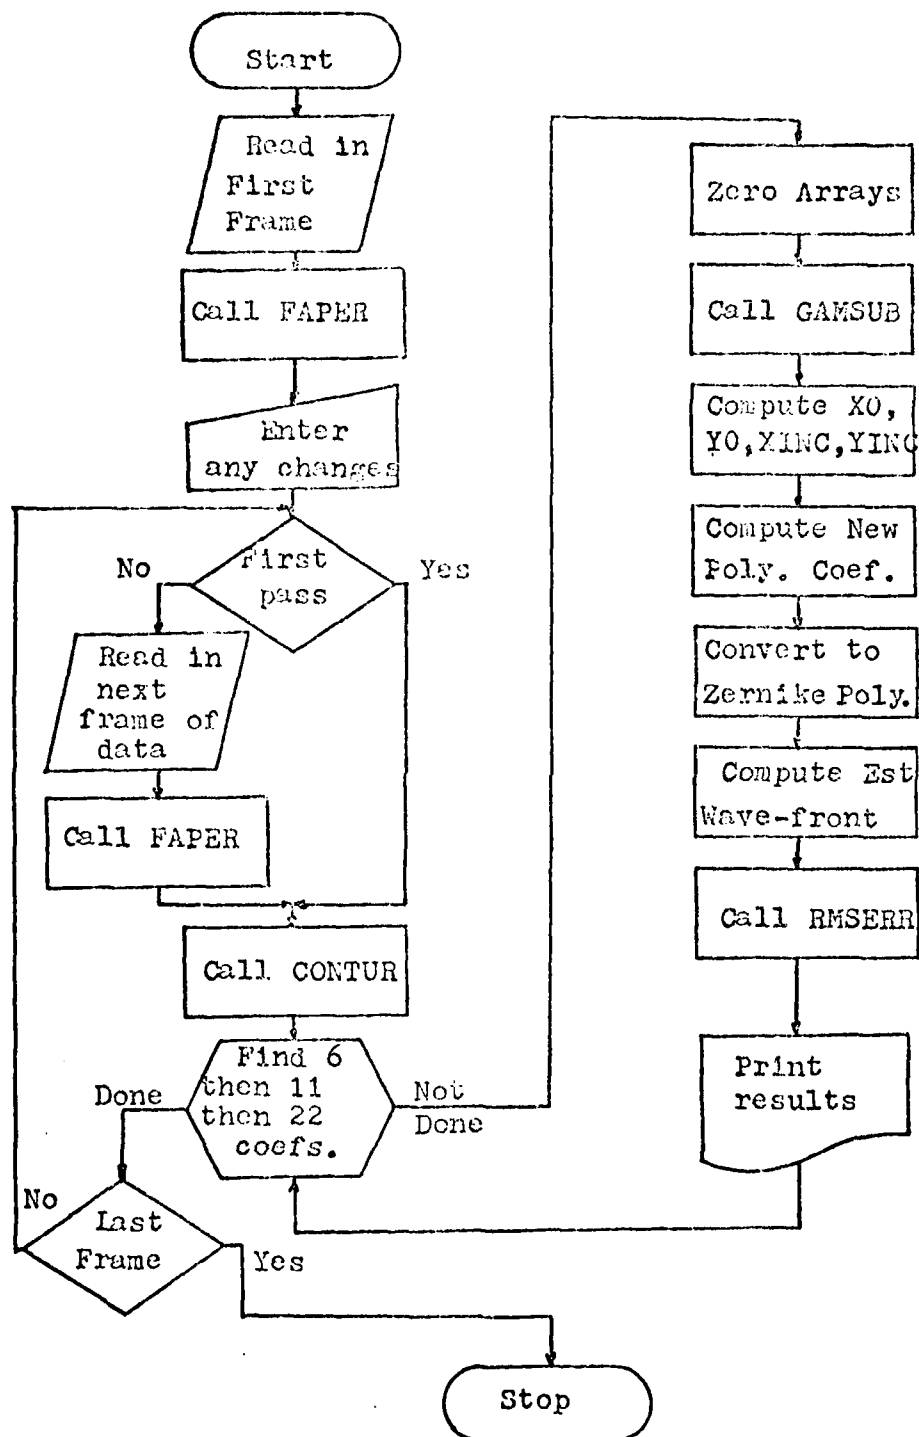 Start
Read in
First
Frame
Call FAPER
Enter
any changes
First
pass
No
Yes
Read in
next
frame of
data
Call FAPER
Call CONTUR
Find 6
then 11
then 22
coefs.
Done
Not
Done
Last
Frame
No
Yes
Stop
Zero Arrays
Call GAMSUB
Compute XO,
YO,XINC,YINC
Compute New
Poly. Coef.
Convert to
Zernike Poly.
Compute Est
Wave-front
Call RMSERR
Print
results